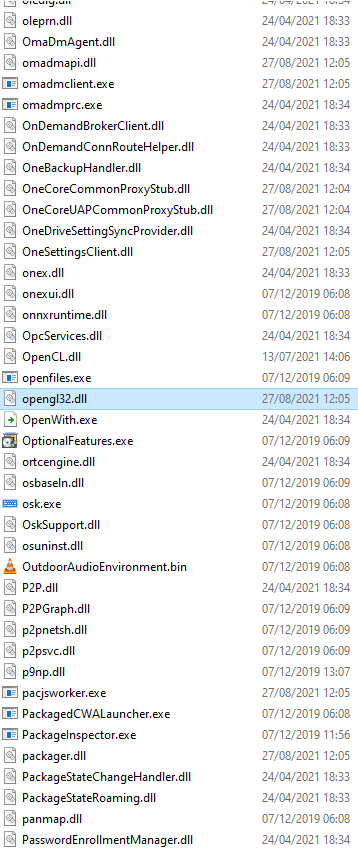 oleprn.dll 24/04/2021 18:33
OmaDmAgent.dll 24/04/2021 18:33
omadmapi.dll 27/08/2021 12:05
omadmclient.exe 27/08/2021 12:05
omadmprc.exe 24/04/2021 18:34
OnDemandBrokerClient.dll 24/04/2021 18:33
OnDemandConnRouteHelper.dll 24/04/2021 18:33
OneBackupHandler.dll 24/04/2021 18:34
OneCoreCommonProxyStub.dll 27/08/2021 12:04
OneCoreUAPCommonProxyStub.dll 27/08/2021 12:04
OneDriveSettingSyncProvider.dll 24/04/2021 18:34
OneSettingsClient.dll 27/08/2021 12:05
onex.dll 24/04/2021 18:33
onexui.dll 07/12/2019 06:08
onnxruntime.dll 07/12/2019 06:08
OpcServices.dll 24/04/2021 18:34
OpenCL.dll 13/07/2021 14:06
openfiles.exe 07/12/2019 06:09
opengl32.dll 27/08/2021 12:05
OpenWith.exe 24/04/2021 18:34
OptionalFeatures.exe 07/12/2019 06:09
ortcengine.dll 24/04/2021 18:34
osbaseln.dll 07/12/2019 06:09
osk.exe 07/12/2019 06:08
OskSupport.dll 07/12/2019 06:08
osuninst.dll 07/12/2019 06:08
OutdoorAudioEnvironment.bin 07/12/2019 06:08
P2P.dll 24/04/2021 18:34
P2PGraph.dll 07/12/2019 06:09
p2pnetsh.dll 07/12/2019 06:09
p2psvc.dll 07/12/2019 06:09
p9np.dll 07/12/2019 13:07
pacjsworker.exe 27/08/2021 12:05
PackagedCWALauncher.exe 07/12/2019 06:08
PackageInspector.exe 07/12/2019 11:56
packager.dll 27/08/2021 12:05
PackageStateChangeHandler.dll 24/04/2021 18:33
PackageStateRoaming.dll 24/04/2021 18:33
panmap.dll 07/12/2019 06:08
PasswordEnrollmentManager.dll 24/04/2021 18:34